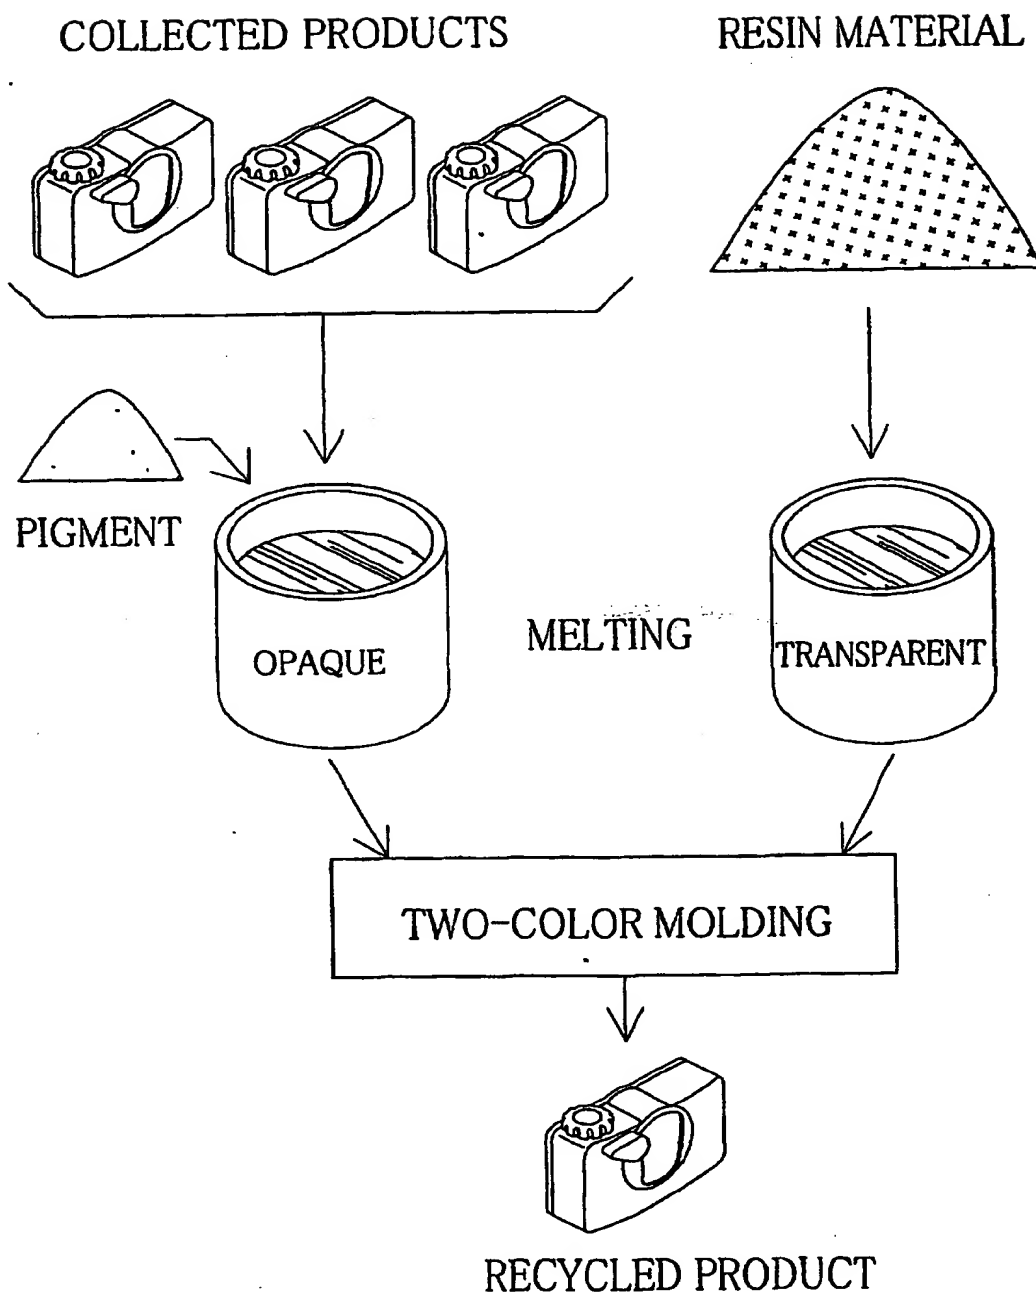 COLLECTED PRODUCTS
RESIN MATERIAL
PIGMENT
OPAQUE
MELTING
TRANSPARENT
TWO-COLOR MOLDING
RECYCLED PRODUCT